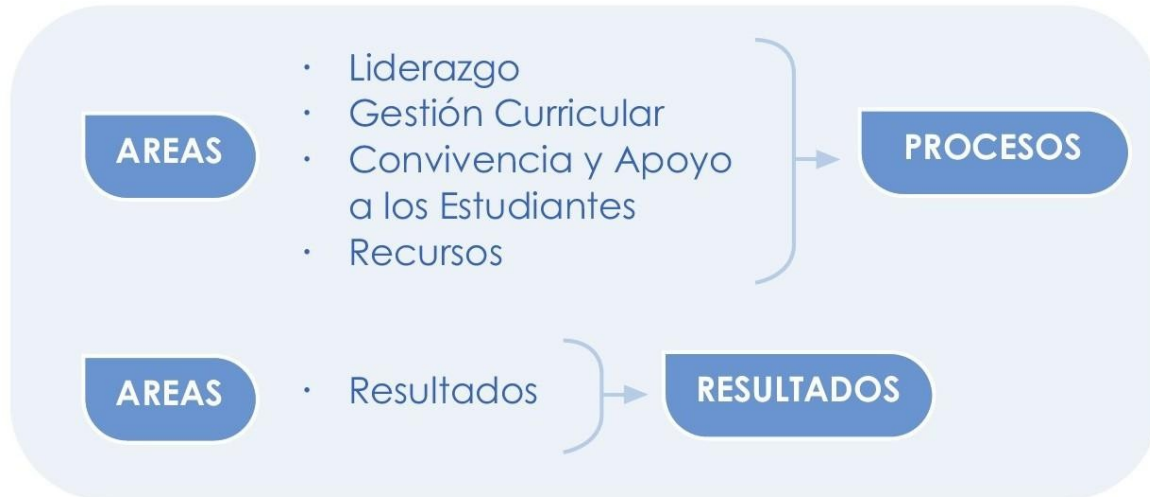 AREAS
· Liderazgo
· Gestión Curricular
· Convivencia y Apoyo
a los Estudiantes
· Recursos
PROCESOS
AREAS
· Resultados
RESULTADOS